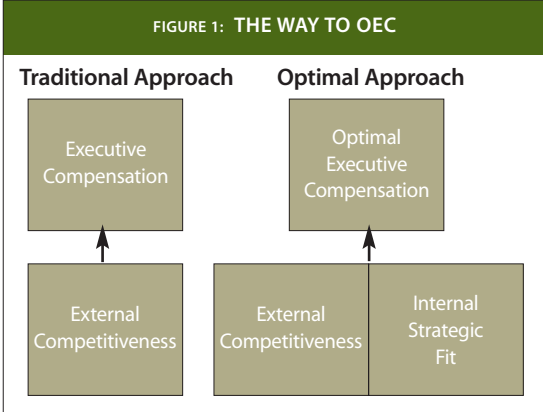 FIGURE 1: THE WAY TO OEC
Traditional Approach
Executive
Compensation
External
Competitiveness
Optimal Approach
Optimal
Executive
Compensation
External
Competitiveness
Internal
Strategic
Fit